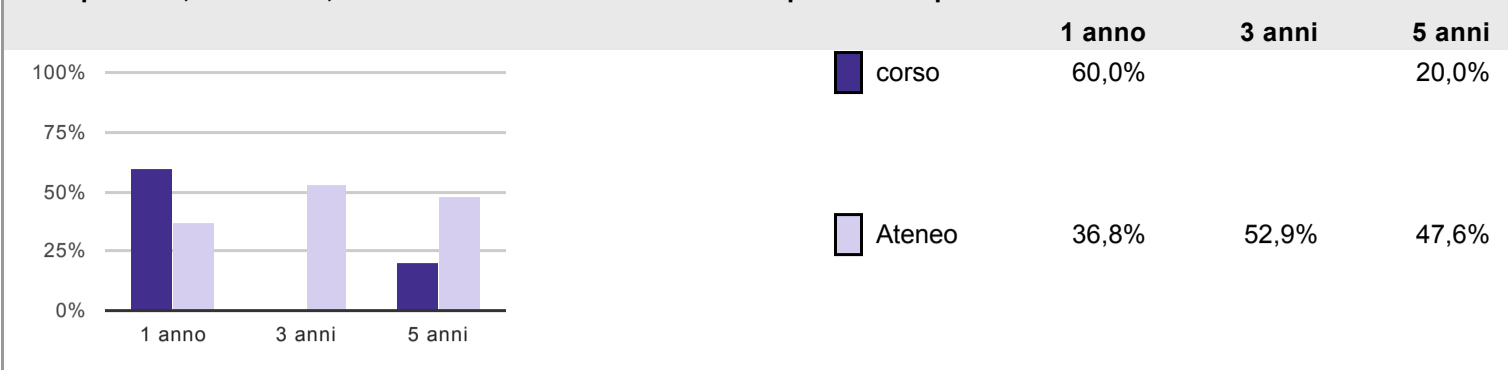 1 anno 3 anni 5 anni
100%
75%
50%
25%
0%
1 anno 3 anni 5 anni
corso 60,0% 20,0%
Ateneo 36,8% 52,9% 47,6%